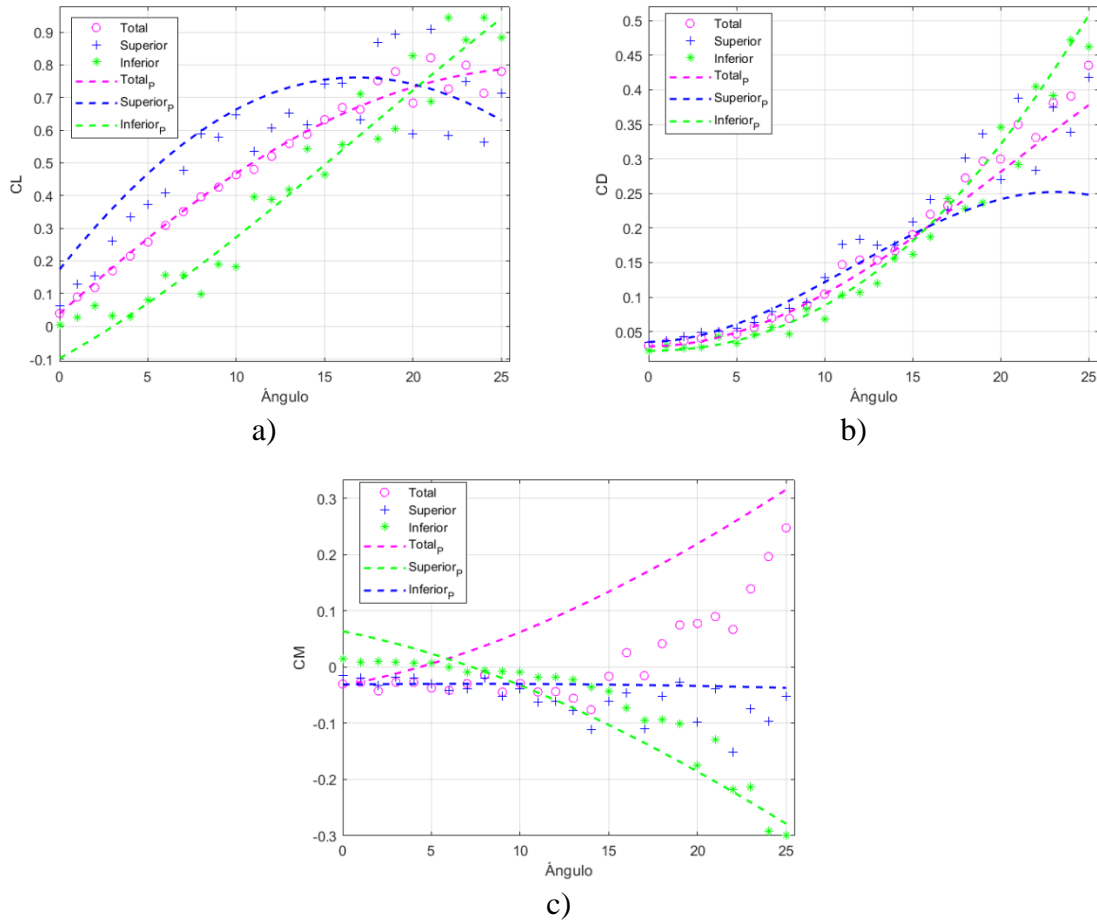 Total
Superior
Inferior
Total_P
Superior_P
Inferior_P
CL
0.9
0.8
0.7
0.6
0.5
0.4
0.3
0.2
0.1
0
-0.1
0 5 10 15 20 25
Ángulo
a)
Total
Superior
Inferior
Total_P
Superior_P
Inferior_P
CD
0.5
0.45
0.4
0.35
0.3
0.25
0.2
0.15
0.1
0.05
0 5 10 15 20 25
Ángulo
b)
Total
Superior
Inferior
Total_P
Superior_P
Inferior_P
CM
0.3
0.2
0.1
0
-0.1
-0.2
-0.3
0 5 10 15 20 25
Ángulo
c)